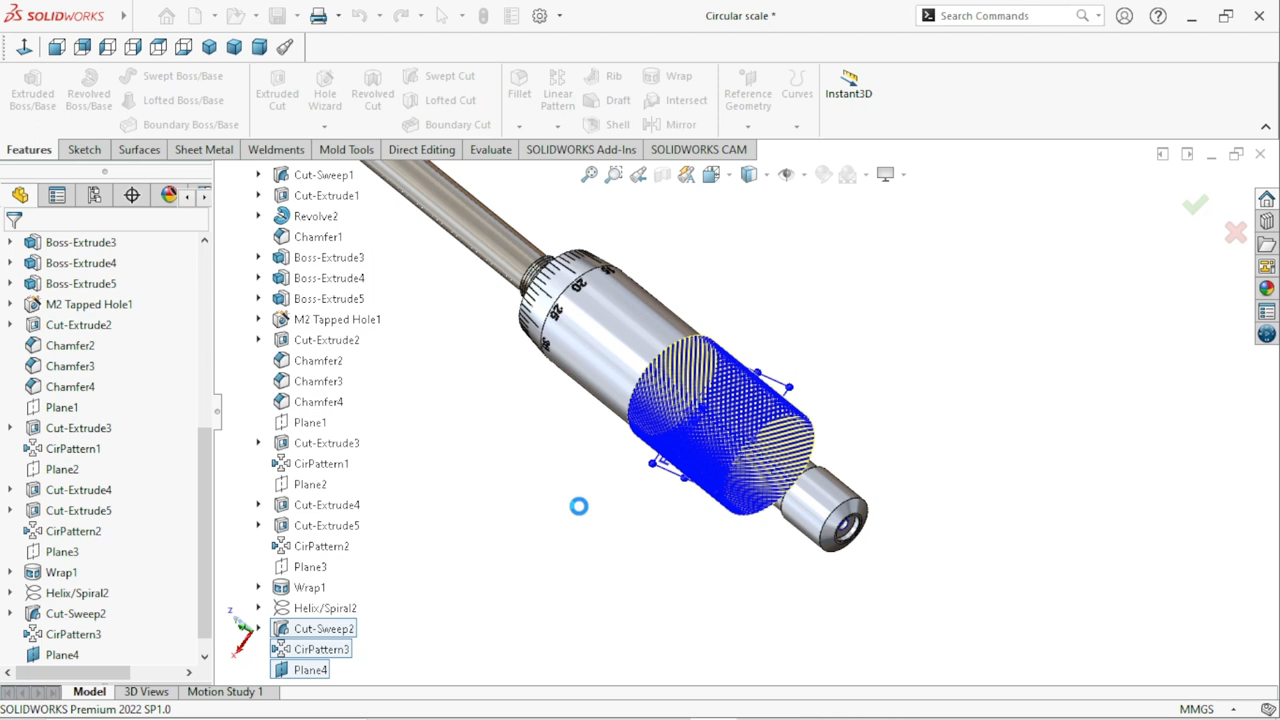 SOLIDWORKS
Circular scale *
Search Commands
Extruded Boss/Base
Revolved Boss/Base
Swept Boss/Base
Lofted Boss/Base
Boundary Boss/Base
Extruded Cut
Hole Wizard
Revolved Cut
Swept Cut
Lofted Cut
Boundary Cut
Fillet
Linear Pattern
Rib
Draft
Shell
Wrap
Intersect
Mirror
Reference Geometry
Curves
Instant3D
Features
Sketch
Surfaces
Sheet Metal
Weldments
Mold Tools
Direct Editing
Evaluate
SOLIDWORKS Add-Ins
SOLIDWORKS CAM
Boss-Extrude3
Boss-Extrude4
Boss-Extrude5
M2 Tapped Hole1
Cut-Extrude2
Chamfer2
Chamfer3
Chamfer4
Plane1
Cut-Extrude3
CirPattern1
Plane2
Cut-Extrude4
Cut-Extrude5
CirPattern2
Plane3
Wrap1
Helix/Spiral2
Cut-Sweep2
CirPattern3
Plane4
Cut-Sweep1
Cut-Extrude1
Revolve2
Chamfer1
Boss-Extrude3
Boss-Extrude4
Boss-Extrude5
M2 Tapped Hole1
Cut-Extrude2
Chamfer2
Chamfer3
Chamfer4
Plane1
Cut-Extrude3
CirPattern1
Plane2
Cut-Extrude4
Cut-Extrude5
CirPattern2
Plane3
Wrap1
Helix/Spiral2
Cut-Sweep2
CirPattern3
Plane4
20
25
z
x
Model
3D Views
Motion Study 1
SOLIDWORKS Premium 2022 SP1.0
MMGS